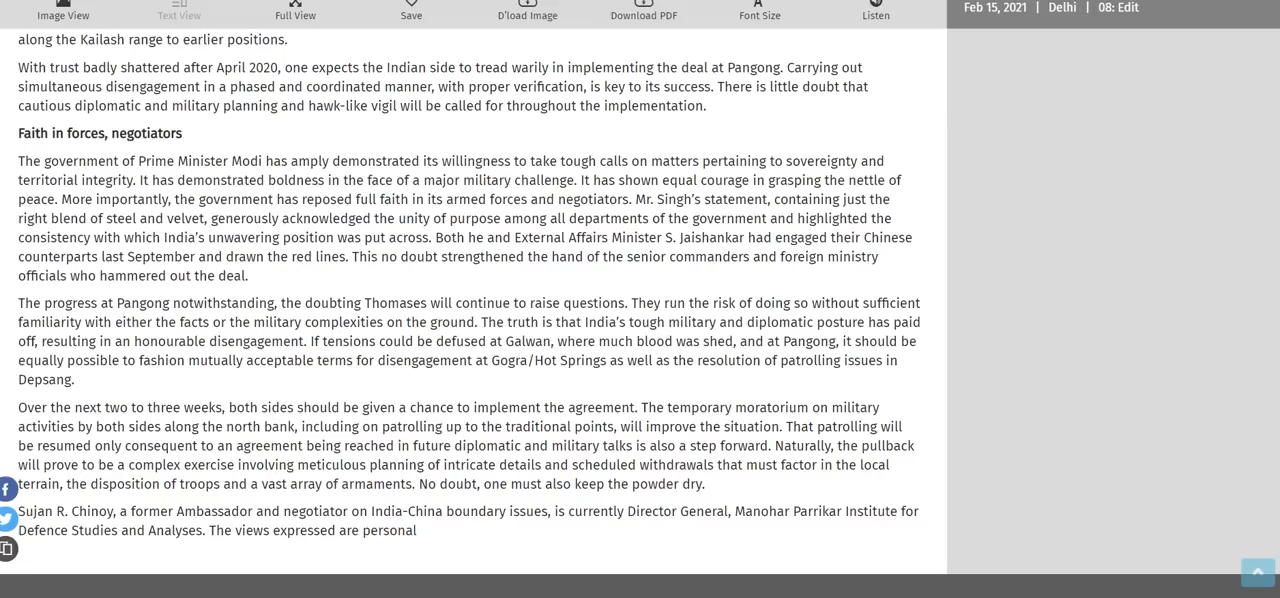 Image View
Text View
Full View
Save
D'load Image
Download PDF
Font Size
Listen
Feb 15, 2021 | Delhi | 08: Edit
along the Kailash range to earlier positions.
With trust badly shattered after April 2020, one expects the Indian side to tread warily in implementing the deal at Pangong. Carrying out
simultaneous disengagement in a phased and coordinated manner, with proper verification, is key to its success. There is little doubt that
cautious diplomatic and military planning and hawk-like vigil will be called for throughout the implementation.
Faith in forces, negotiators
The government of Prime Minister Modi has amply demonstrated its willingness to take tough calls on matters pertaining to sovereignty and
territorial integrity. It has demonstrated boldness in the face of a major military challenge. It has shown equal courage in grasping the nettle of
peace. More importantly, the government has reposed full faith in its armed forces and negotiators. Mr. Singh’s statement, containing just the
right blend of steel and velvet, generously acknowledged the unity of purpose among all departments of the government and highlighted the
consistency with which India’s unwavering position was put across. Both he and External Affairs Minister S. Jaishankar had engaged their Chinese
counterparts last September and drawn the red lines. This no doubt strengthened the hand of the senior commanders and foreign ministry
officials who hammered out the deal.
The progress at Pangong notwithstanding, the doubting Thomases will continue to raise questions. They run the risk of doing so without sufficient
familiarity with either the facts or the military complexities on the ground. The truth is that India’s tough military and diplomatic posture has paid
off, resulting in an honourable disengagement. If tensions could be defused at Galwan, where much blood was shed, and at Pangong, it should be
equally possible to fashion mutually acceptable terms for disengagement at Gogra/Hot Springs as well as the resolution of patrolling issues in
Depsang.
Over the next two to three weeks, both sides should be given a chance to implement the agreement. The temporary moratorium on military
activities by both sides along the north bank, including on patrolling up to the traditional points, will improve the situation. That patrolling will
be resumed only consequent to an agreement being reached in future diplomatic and military talks is also a step forward. Naturally, the pullback
will prove to be a complex exercise involving meticulous planning of intricate details and scheduled withdrawals that must factor in the local
terrain, the disposition of troops and a vast array of armaments. No doubt, one must also keep the powder dry.
Sujan R. Chinoy, a former Ambassador and negotiator on India-China boundary issues, is currently Director General, Manohar Parrikar Institute for
Defence Studies and Analyses. The views expressed are personal